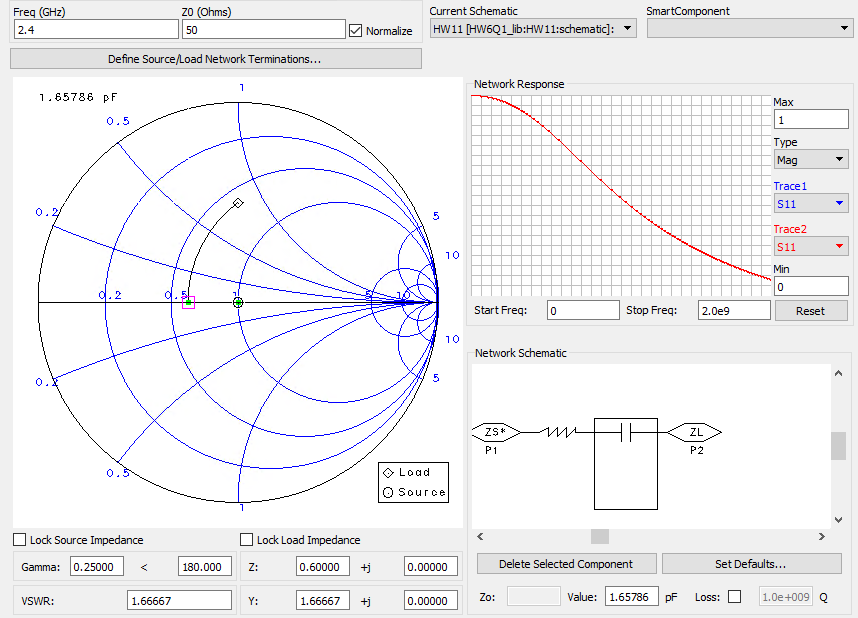 Freq (GHz)
Z0 (Ohms)
Current Schematic
SmartComponent
2.4
50
Normalize
HW11 [HW6Q1_lib:HW11:schematic]:
Define Source/Load Network Terminations...
1.65786 pF
1
0.5
0.2
5
10
0.2
0.5
1
5
10
10
5
0.2
0.5
1
Load
Source
Network Response
Max
1
Type
Mag
Trace1
S11
Trace2
S11
Min
0
Start Freq:
0
Stop Freq:
2.0e9
Reset
Network Schematic
ZS*
ZL
P1
P2
Lock Source Impedance
Lock Load Impedance
Gamma:
0.25000
<
180.000
Z:
0.60000
+j
0.00000
VSWR:
1.66667
Y:
1.66667
+j
0.00000
Delete Selected Component
Set Defaults...
Zo:
Value:
1.65786
pF
Loss:
1.0e+009
Q